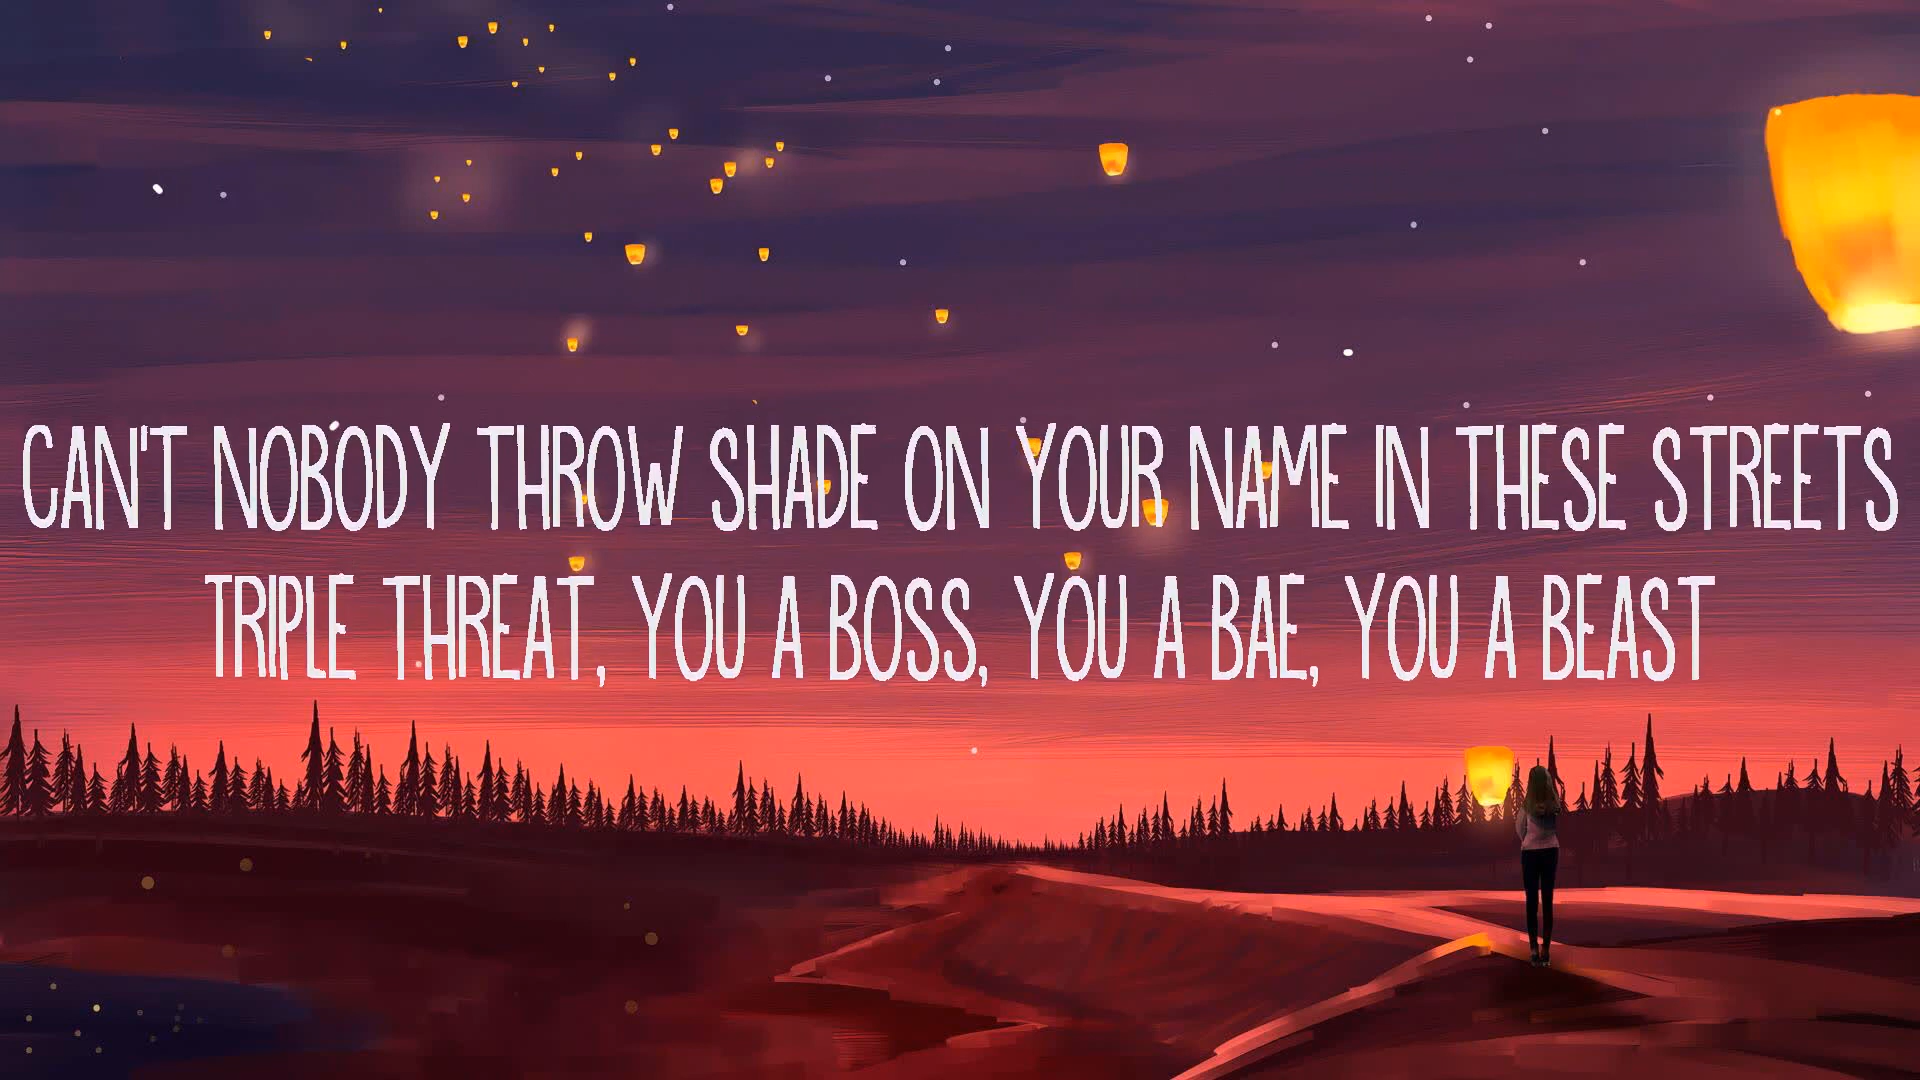 CAN'T NOBODY THROW SHADE ON YOUR NAME IN THESE STREETS
TRIPLE THREAT, YOU A BOSS, YOU A BAE, YOU A BEAST